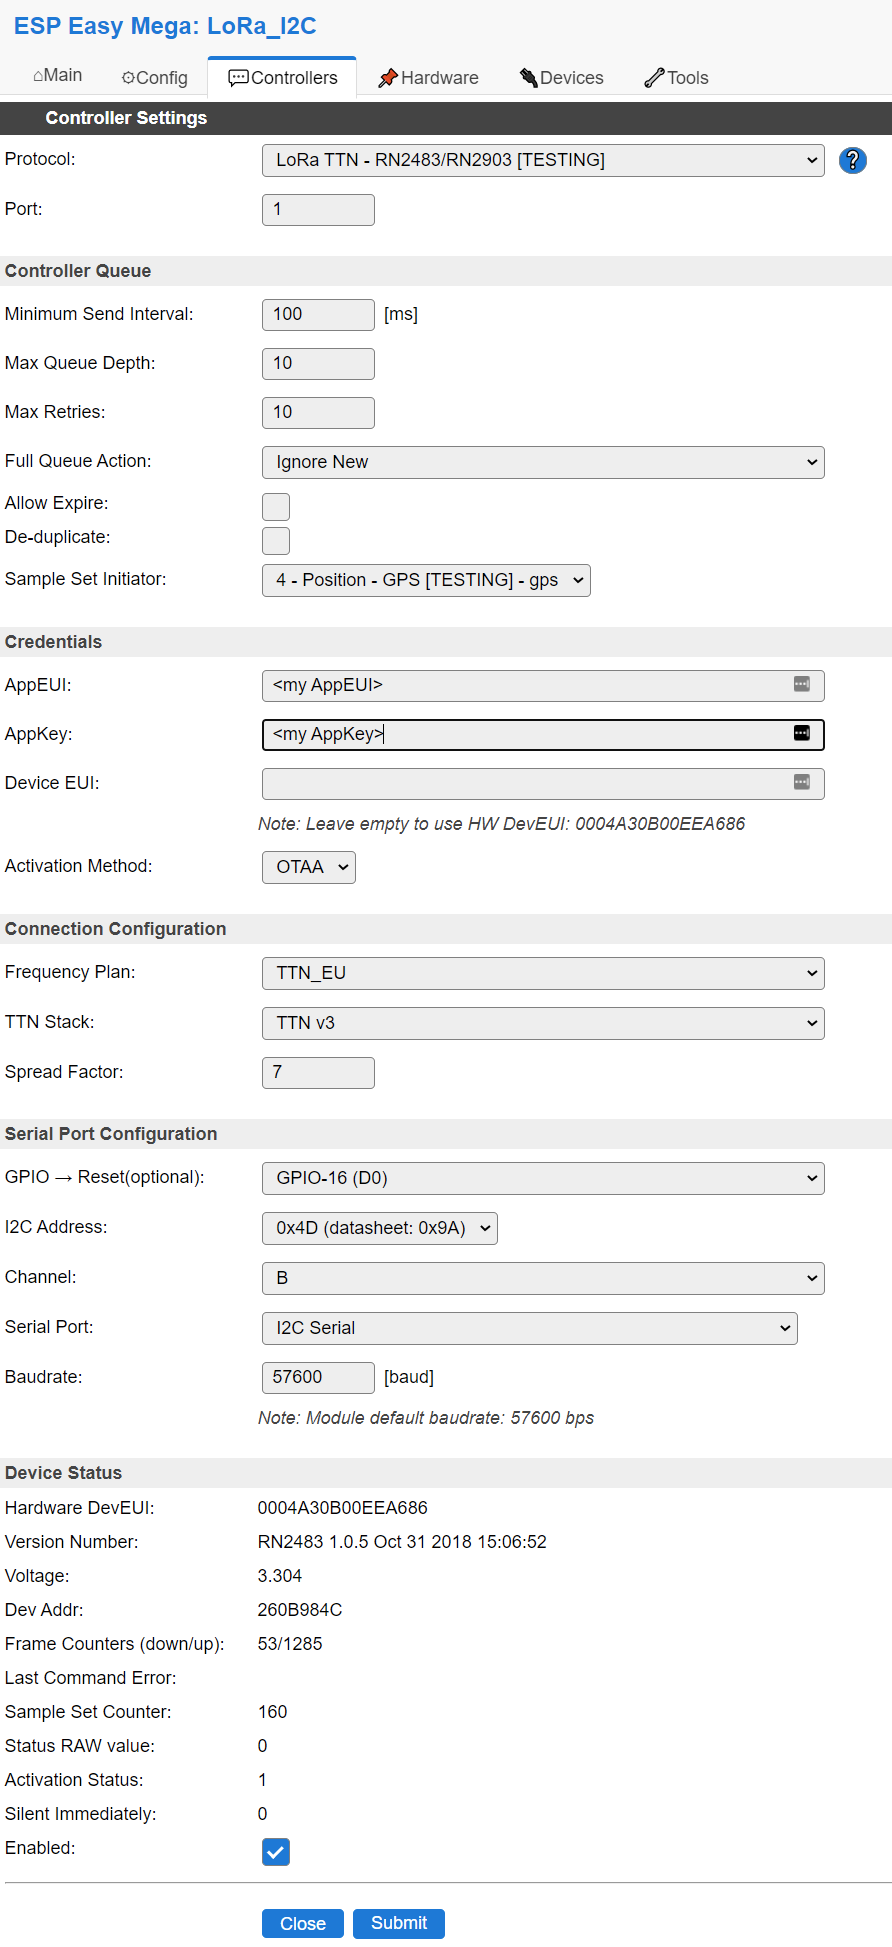 ESP Easy Mega: LoRa_I2C
⌂Main ⚙Config 💬Controllers 📌Hardware 🔌Devices 🔧Tools
Controller Settings
Protocol: LoRa TTN - RN2483/RN2903 [TESTING] ?
Port: 1
Controller Queue
Minimum Send Interval: 100 [ms]
Max Queue Depth: 10
Max Retries: 10
Full Queue Action: Ignore New
Allow Expire:
De-duplicate:
Sample Set Initiator: 4 - Position - GPS [TESTING] - gps
Credentials
AppEUI: <my AppEUI>
AppKey: <my AppKey>
Device EUI:
Note: Leave empty to use HW DevEUI: 0004A30B00EEA686
Activation Method: OTAA
Connection Configuration
Frequency Plan: TTN_EU
TTN Stack: TTN v3
Spread Factor: 7
Serial Port Configuration
GPIO → Reset(optional): GPIO-16 (D0)
I2C Address: 0x4D (datasheet: 0x9A)
Channel: B
Serial Port: I2C Serial
Baudrate: 57600 [baud]
Note: Module default baudrate: 57600 bps
Device Status
Hardware DevEUI: 0004A30B00EEA686
Version Number: RN2483 1.0.5 Oct 31 2018 15:06:52
Voltage: 3.304
Dev Addr: 260B984C
Frame Counters (down/up): 53/1285
Last Command Error:
Sample Set Counter: 160
Status RAW value: 0
Activation Status: 1
Silent Immediately: 0
Enabled:
Close Submit